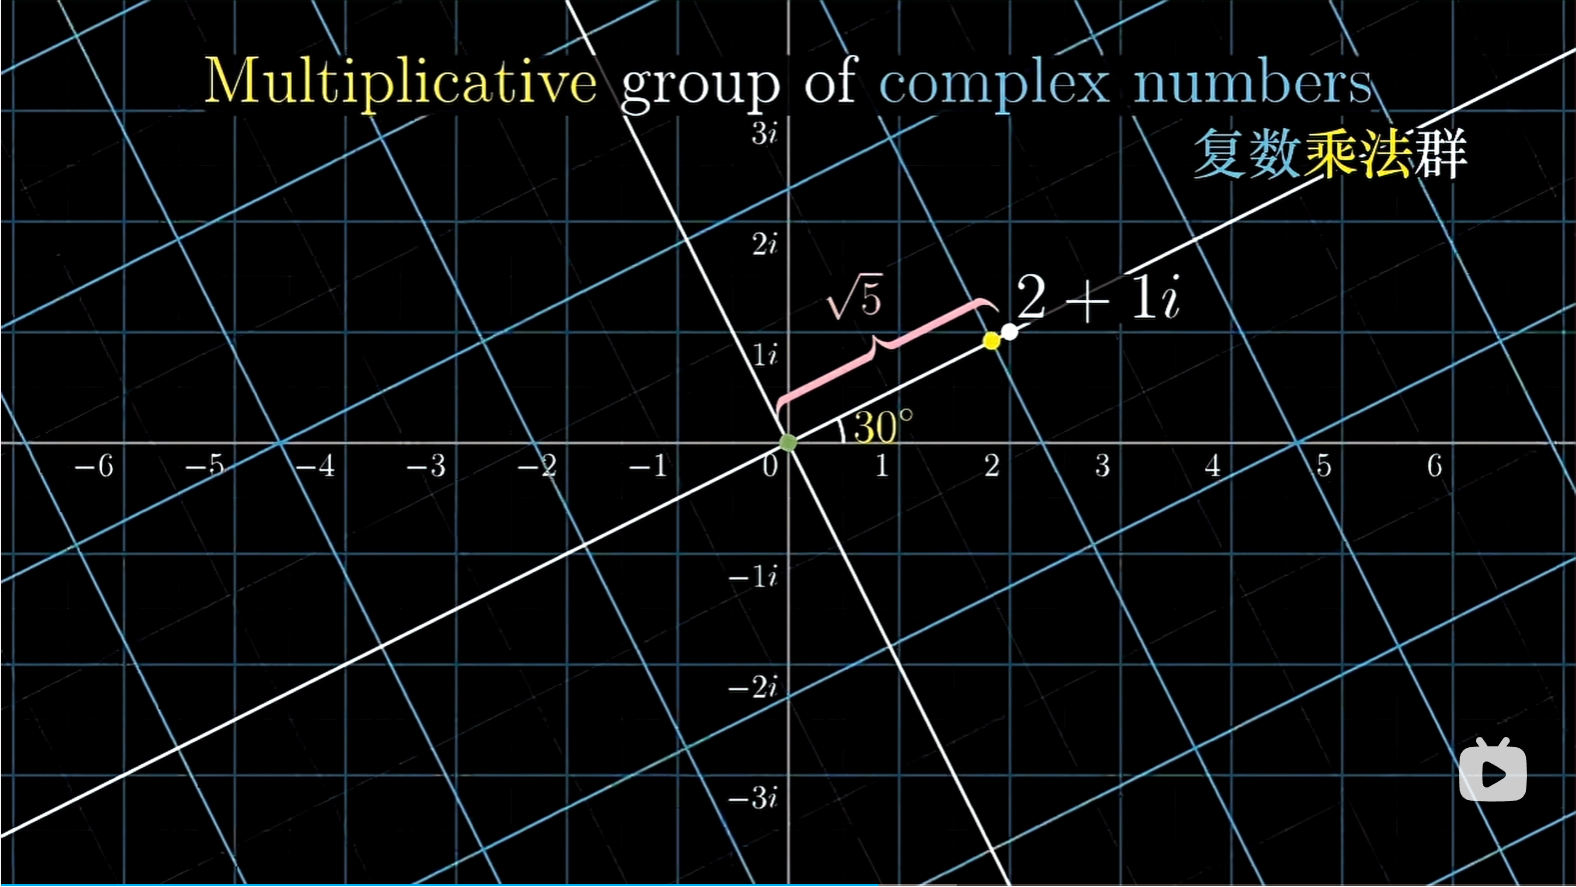 Multiplicative group of complex numbers
复数乘法群
3i
2i
√5
2 + 1i
1i
30°
−6 −5 −4 −3 −2 −1 0 1 2 3 4 5 6
−1i
−2i
−3i